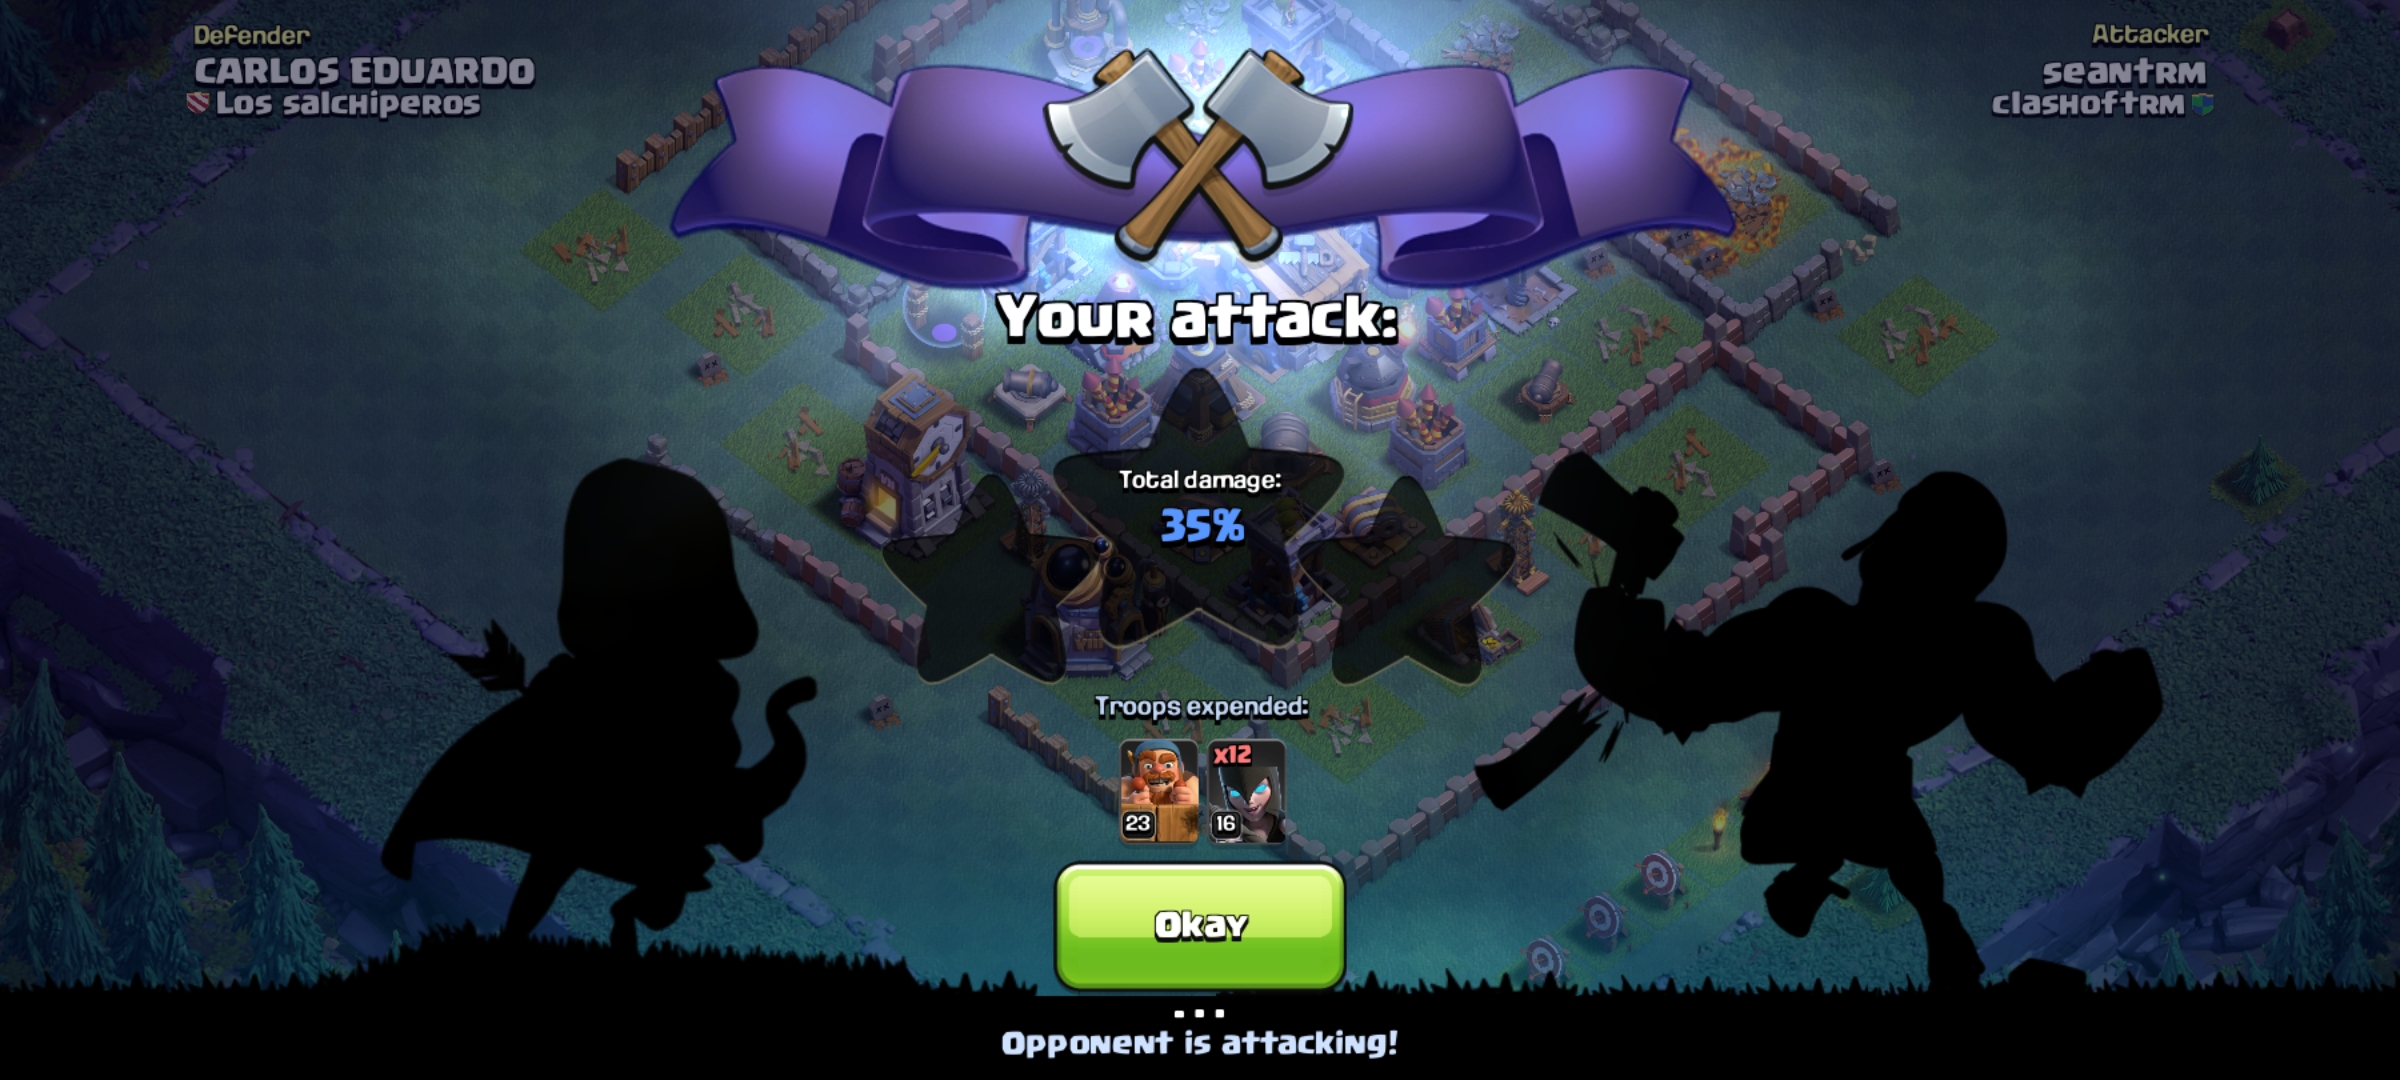 Defender
CARLOS EDUARDO
Los salchiperos
Attacker
seantRM
clashoftRM
Your attack:
Total damage:
35%
Troops expended:
x12
23
16
Okay
...
Opponent is attacking!